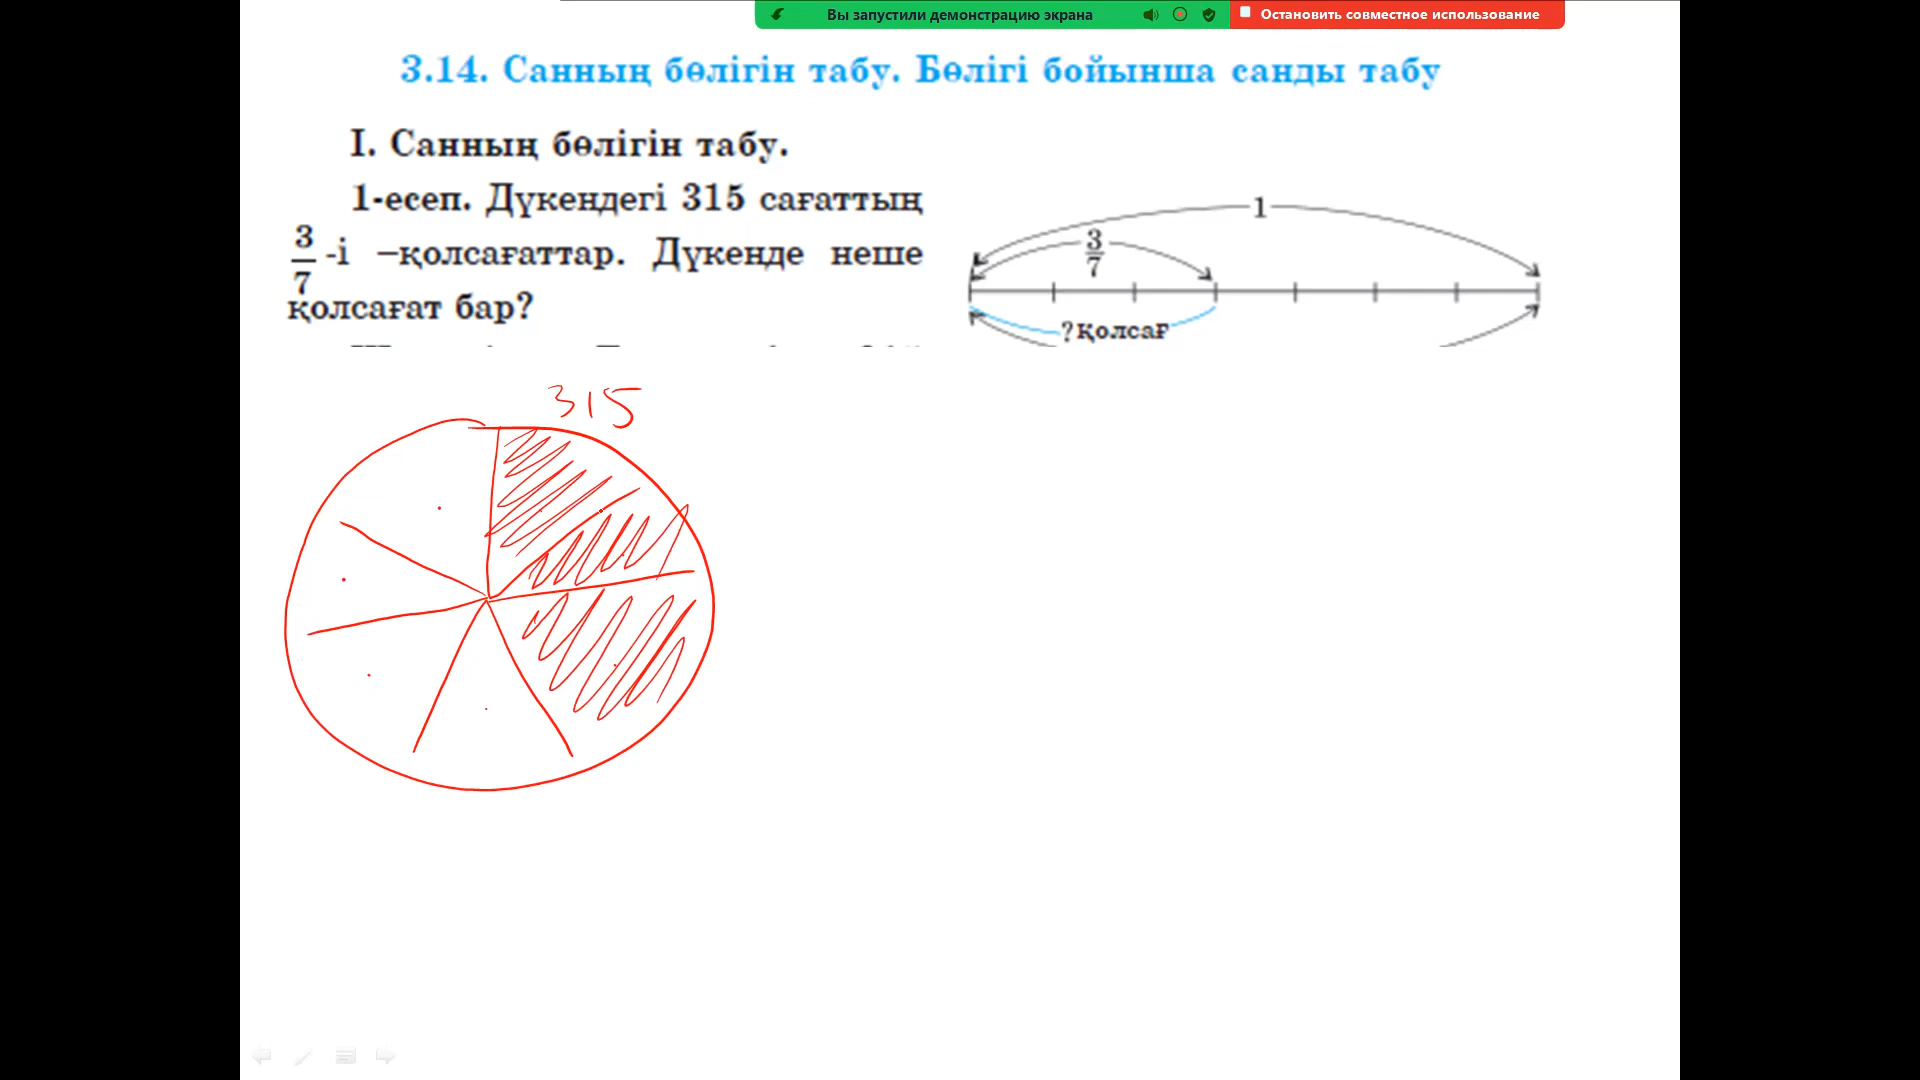 Вы запустили демонстрацию экрана
Остановить совместное использование
3.14. Санның бөлігін табу. Бөлігі бойынша санды табу
I. Санның бөлігін табу.
1-есеп. Дүкендегі 315 сағаттың
3/7 -і –қолсағаттар. Дүкенде неше
қолсағат бар?
1
3/7
?қолсағ
315